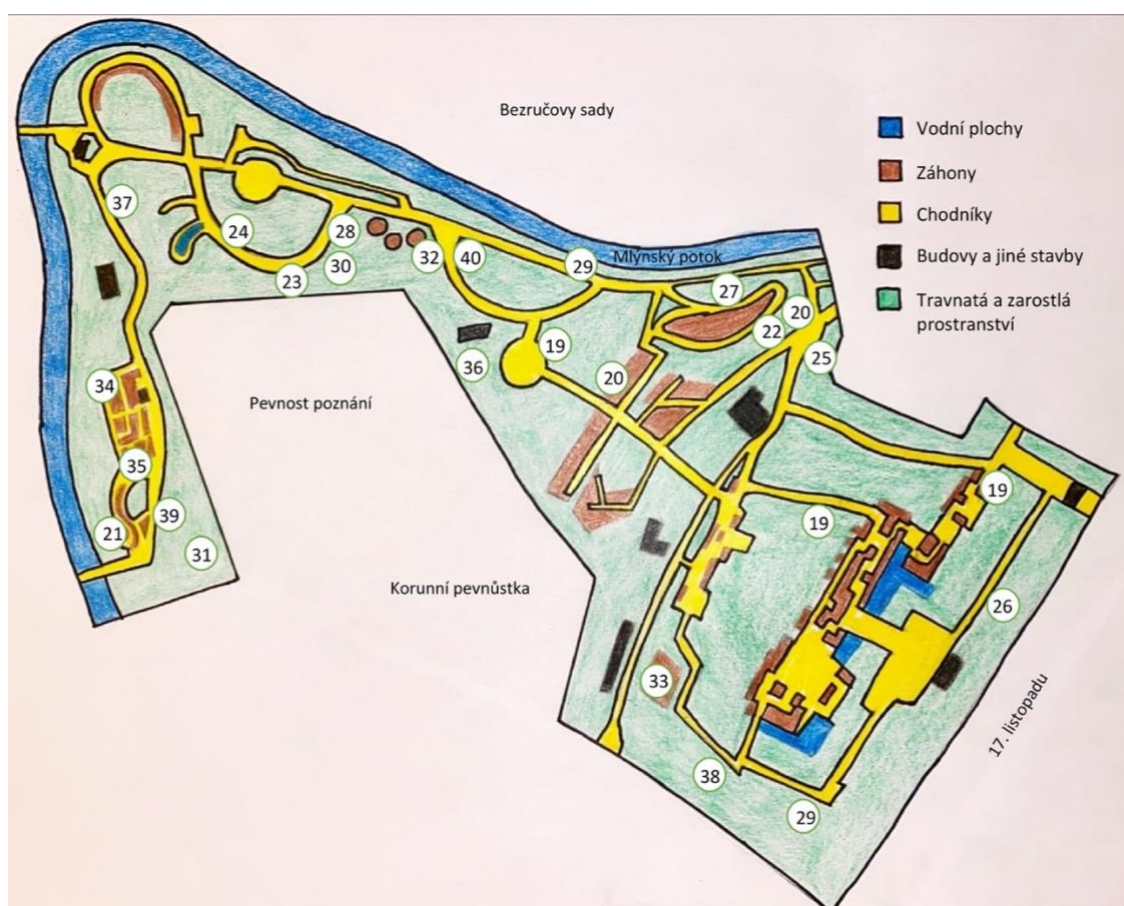 Bezručovy sady
Vodní plochy
Záhony
Chodníky
Budovy a jiné stavby
Travnatá a zarostlá
prostranství
37
24
28
30
23
32
40
29
Mlýnský potok
27
20
22
25
36
19
20
34
Pevnost poznání
35
21
39
31
19
19
26
Korunní pevnůstka
33
38
29
17. listopadu